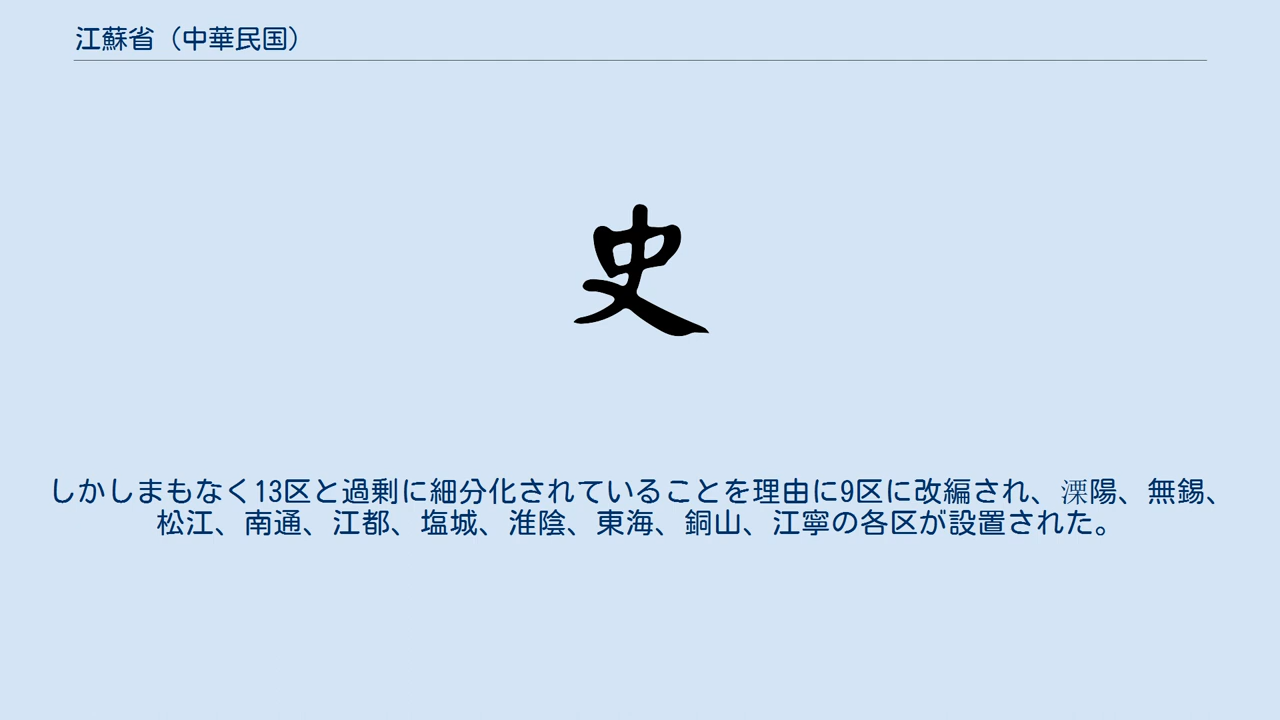 江蘇省（中華民国）
史
しかしまもなく13区と過剰に細分化されていることを理由に9区に改編され、溧陽、無錫、
松江、南通、江都、塩城、淮陰、東海、銅山、江寧の各区が設置された。